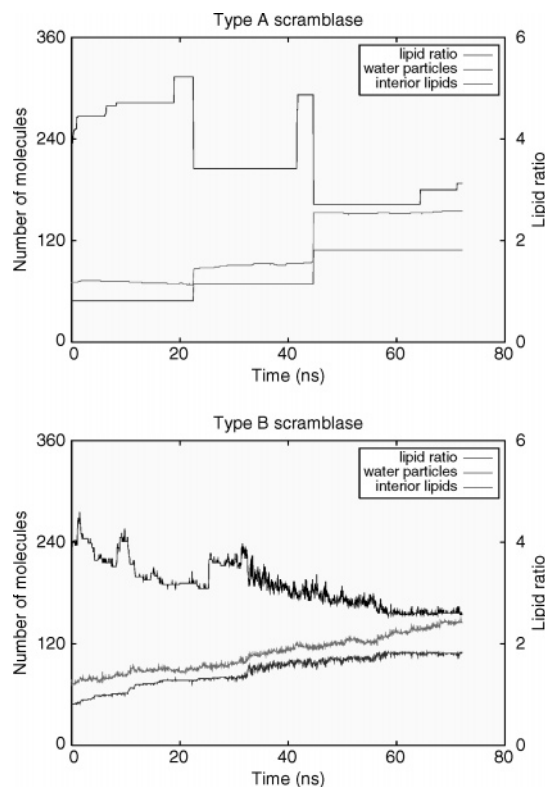 Type A scramblase
360
240
120
0
Number of molecules
6
4
2
0
Lipid ratio
lipid ratio
water particles
interior lipids
0 20 40 60 80
Time (ns)
Type B scramblase
360
240
120
0
Number of molecules
6
4
2
0
Lipid ratio
lipid ratio
water particles
interior lipids
0 20 40 60 80
Time (ns)